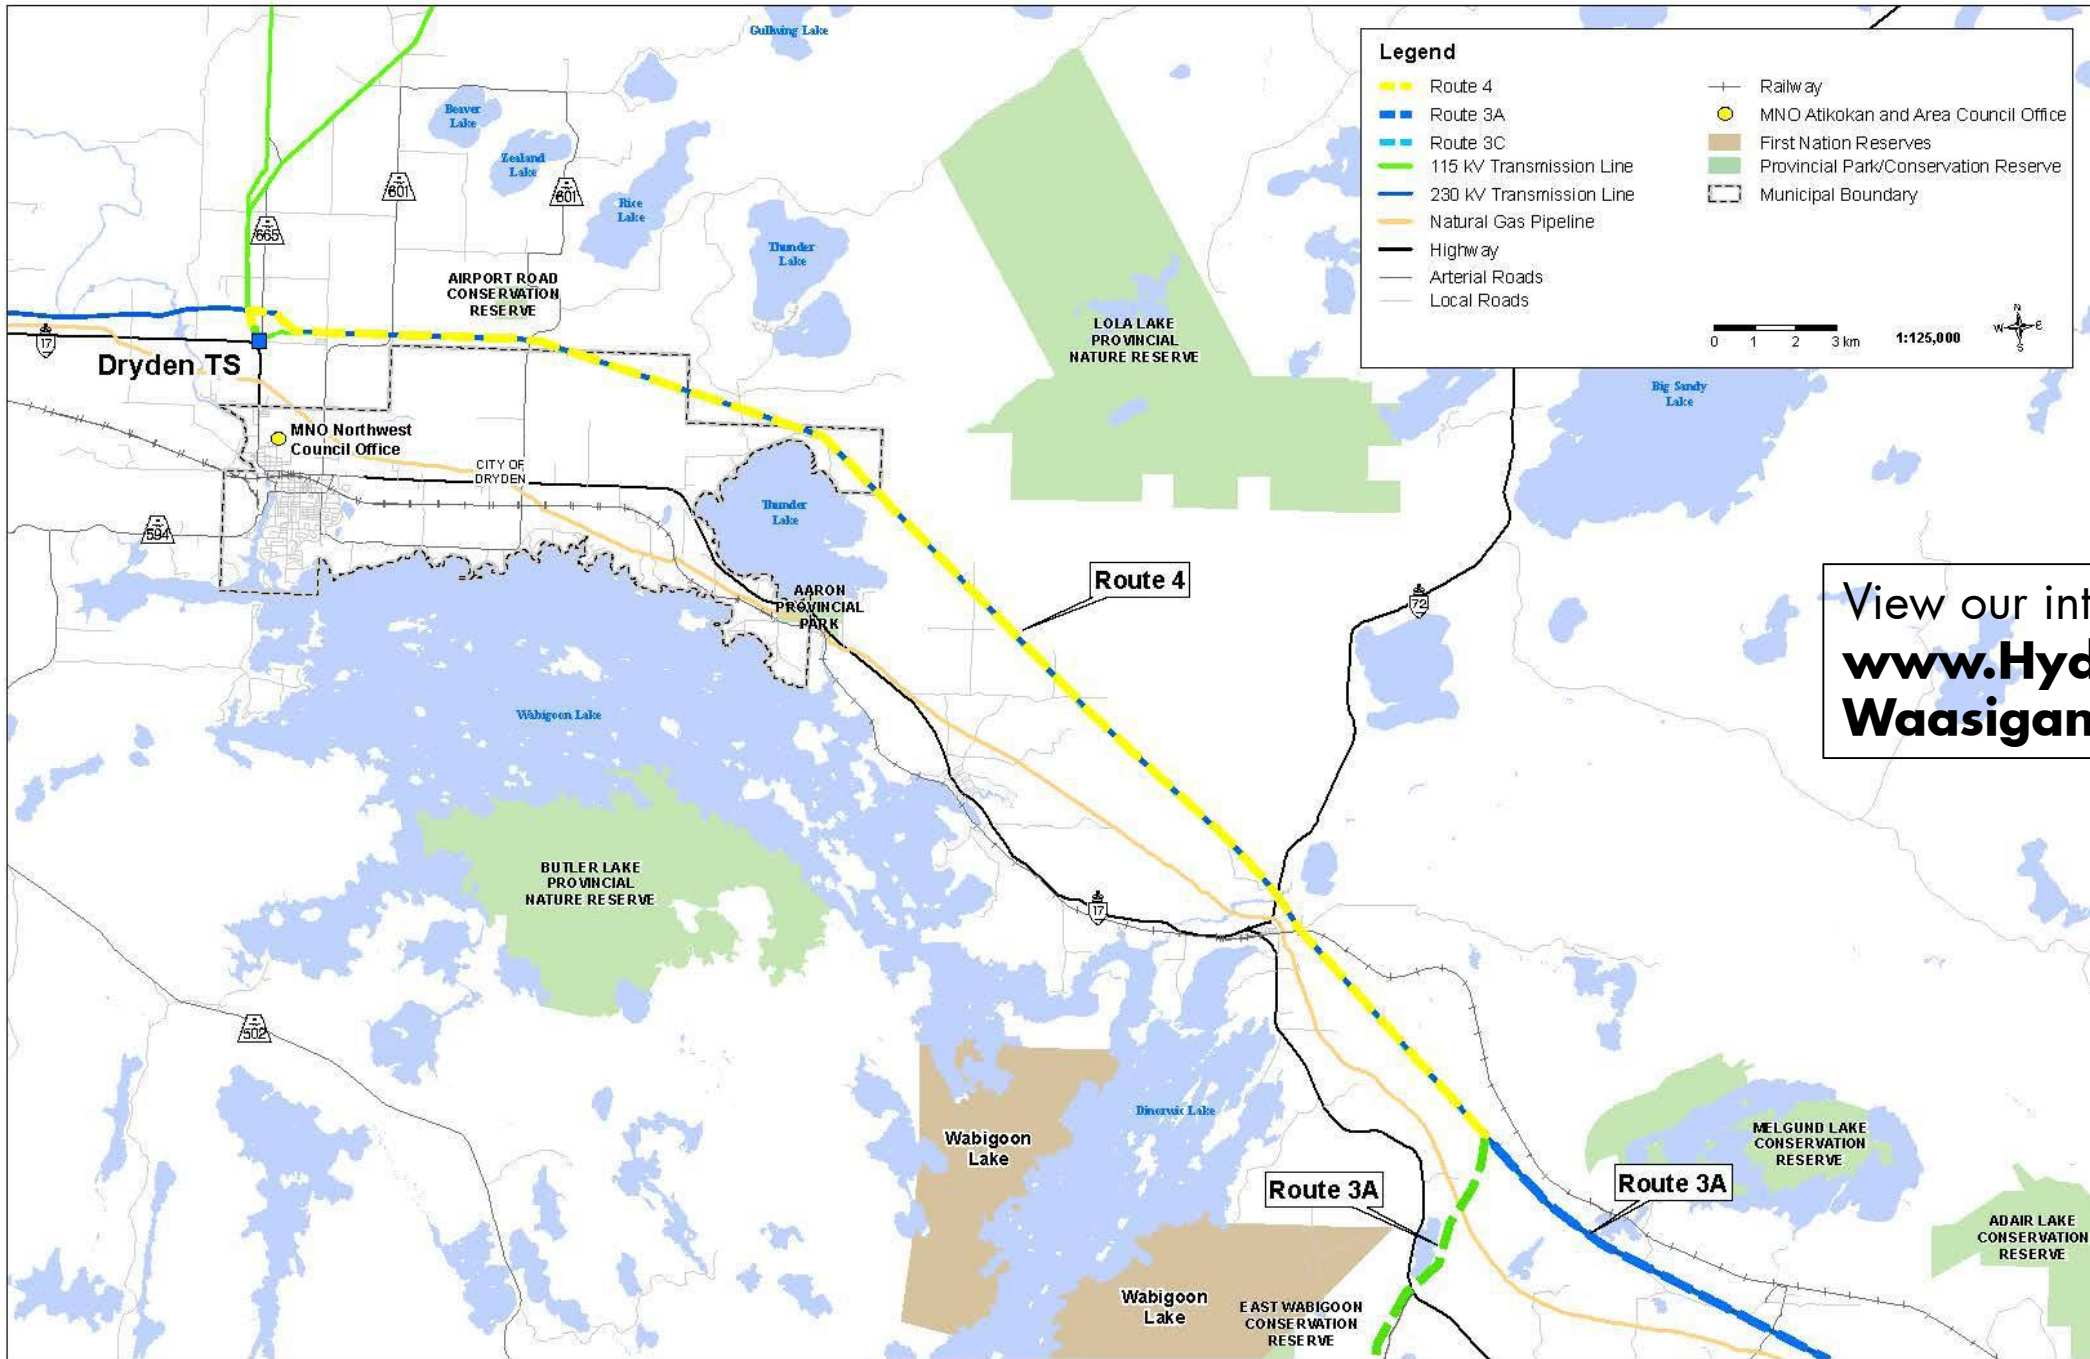 Gullwing Lake
Beaver
Lake
Zealand
Lake
601
601
Rice
Lake
665
Thunder
Lake
AIRPORT ROAD
CONSERVATION
RESERVE
LOLA LAKE
PROVINCIAL
NATURE RESERVE
Legend
Route 4
Route 3A
Route 3C
115 kV Transmission Line
230 kV Transmission Line
Natural Gas Pipeline
Highway
Arterial Roads
Local Roads
Railway
MNO Atikokan and Area Council Office
First Nation Reserves
Provincial Park/Conservation Reserve
Municipal Boundary
0 1 2 3 km
1:125,000
N
W E
S
17
Dryden TS
Big Sandy
Lake
MNO Northwest
Council Office
CITY OF
DRYDEN
594
Thunder
Lake
AARON
PROVINCIAL
PARK
Route 4
72
View our int
www.Hyd
Waasigan
Wabigoon Lake
BUTLER LAKE
PROVINCIAL
NATURE RESERVE
17
502
Wabigoon
Lake
Dinorwic Lake
MELGUND LAKE
CONSERVATION
RESERVE
Route 3A
Route 3A
ADAIR LAKE
CONSERVATION
RESERVE
Wabigoon
Lake
EAST WABIGOON
CONSERVATION
RESERVE